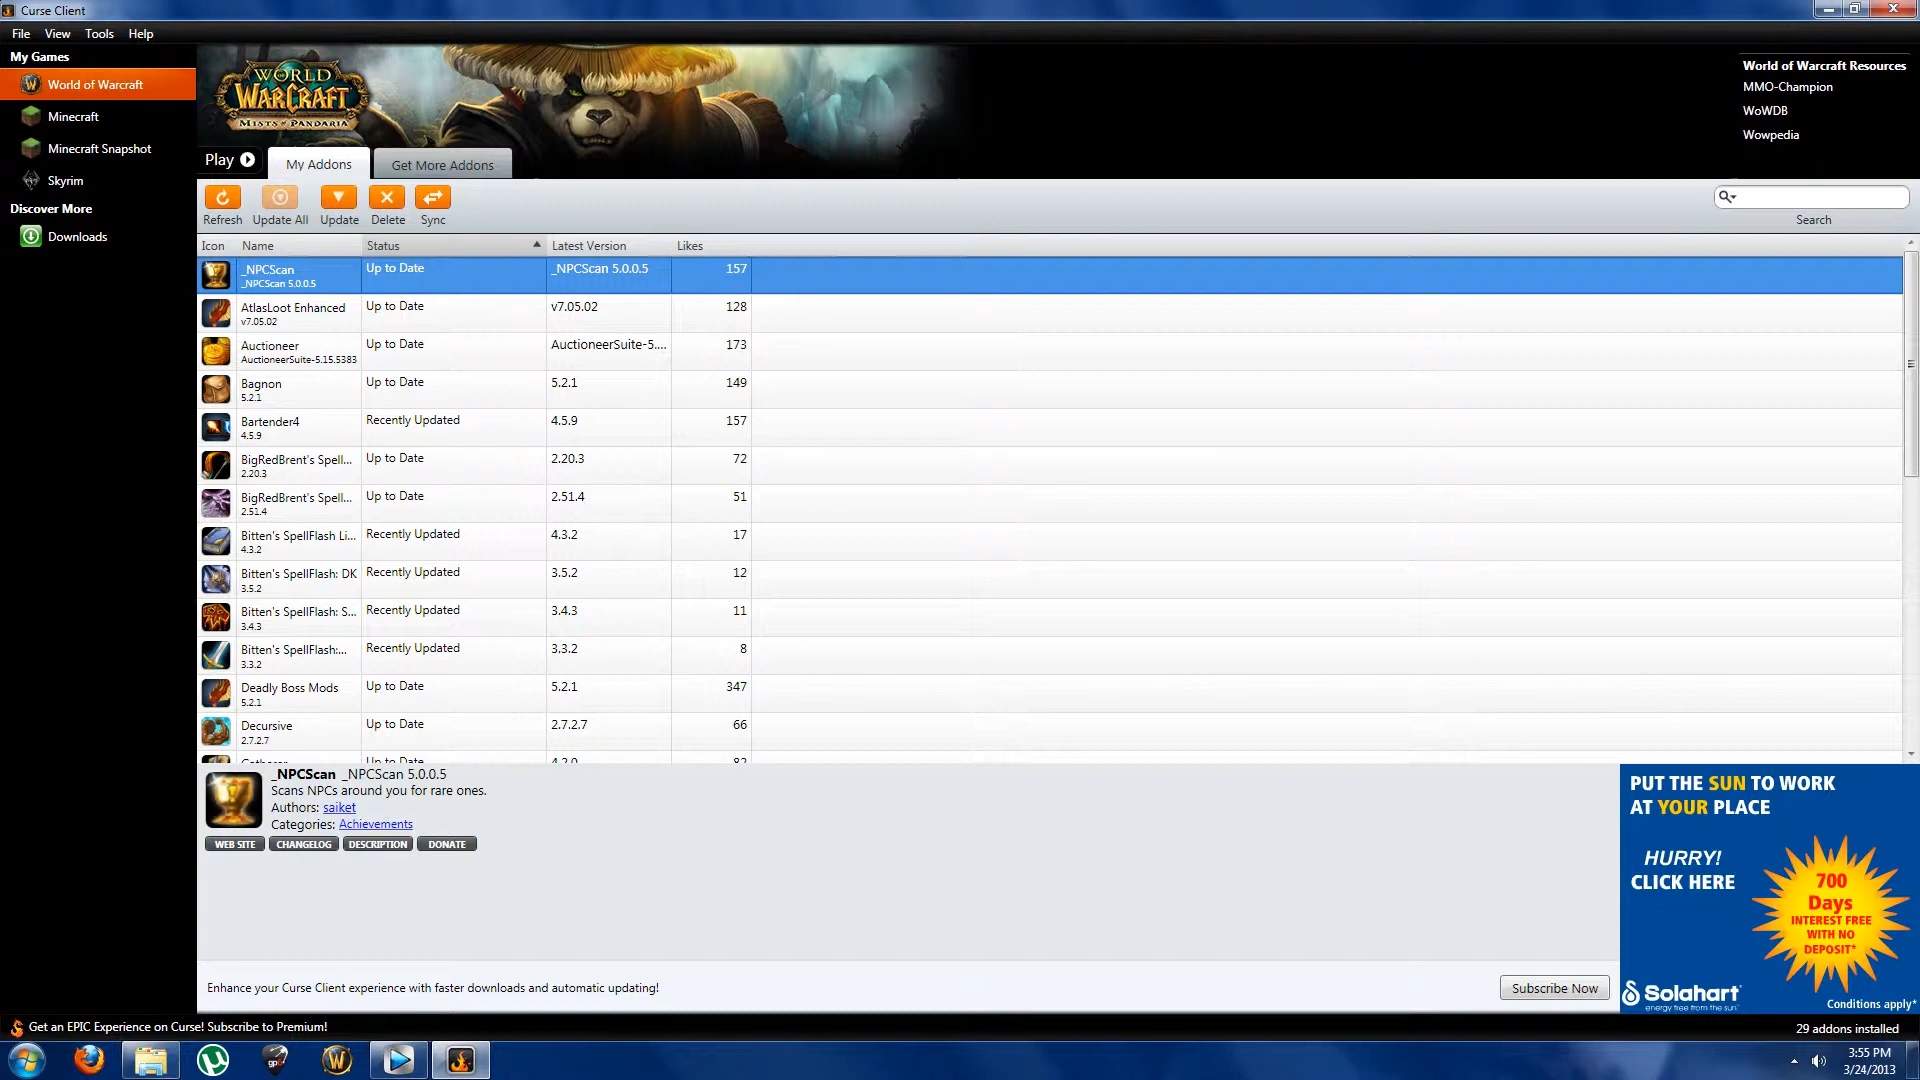 Curse Client
File View Tools Help
My Games
World of Warcraft
Minecraft
Minecraft Snapshot
Skyrim
Discover More
Downloads
WORLD
WARCRAFT
MISTS OF PANDARIA
World of Warcraft Resources
MMO-Champion
WoWDB
Wowpedia
Play My Addons Get More Addons
Refresh Update All Update Delete Sync Search
Icon Name Status Latest Version Likes
_NPCScan Up to Date _NPCScan 5.0.0.5 157
_NPCScan 5.0.0.5
AtlasLoot Enhanced Up to Date v7.05.02 128
v7.05.02
Auctioneer Up to Date AuctioneerSuite-5.... 173
AuctioneerSuite-5.15.5383
Bagnon Up to Date 5.2.1 149
5.2.1
Bartender4 Recently Updated 4.5.9 157
4.5.9
BigRedBrent's Spell... Up to Date 2.20.3 72
2.20.3
BigRedBrent's Spell... Up to Date 2.51.4 51
2.51.4
Bitten's SpellFlash Li... Recently Updated 4.3.2 17
4.3.2
Bitten's SpellFlash: DK Recently Updated 3.5.2 12
3.5.2
Bitten's SpellFlash: S... Recently Updated 3.4.3 11
3.4.3
Bitten's SpellFlash:... Recently Updated 3.3.2 8
3.3.2
Deadly Boss Mods Up to Date 5.2.1 347
5.2.1
Decursive Up to Date 2.7.2.7 66
2.7.2.7
_NPCScan _NPCScan 5.0.0.5
Scans NPCs around you for rare ones.
Authors: saiket
Categories: Achievements
WEB SITE CHANGELOG DESCRIPTION DONATE
PUT THE SUN TO WORK
AT YOUR PLACE
HURRY!
CLICK HERE
700
Days
INTEREST FREE
WITH NO
DEPOSIT*
Solahart
energy free from the sun
Conditions apply*
Enhance your Curse Client experience with faster downloads and automatic updating! Subscribe Now
Get an EPIC Experience on Curse! Subscribe to Premium! 29 addons installed
3:55 PM
3/24/2013